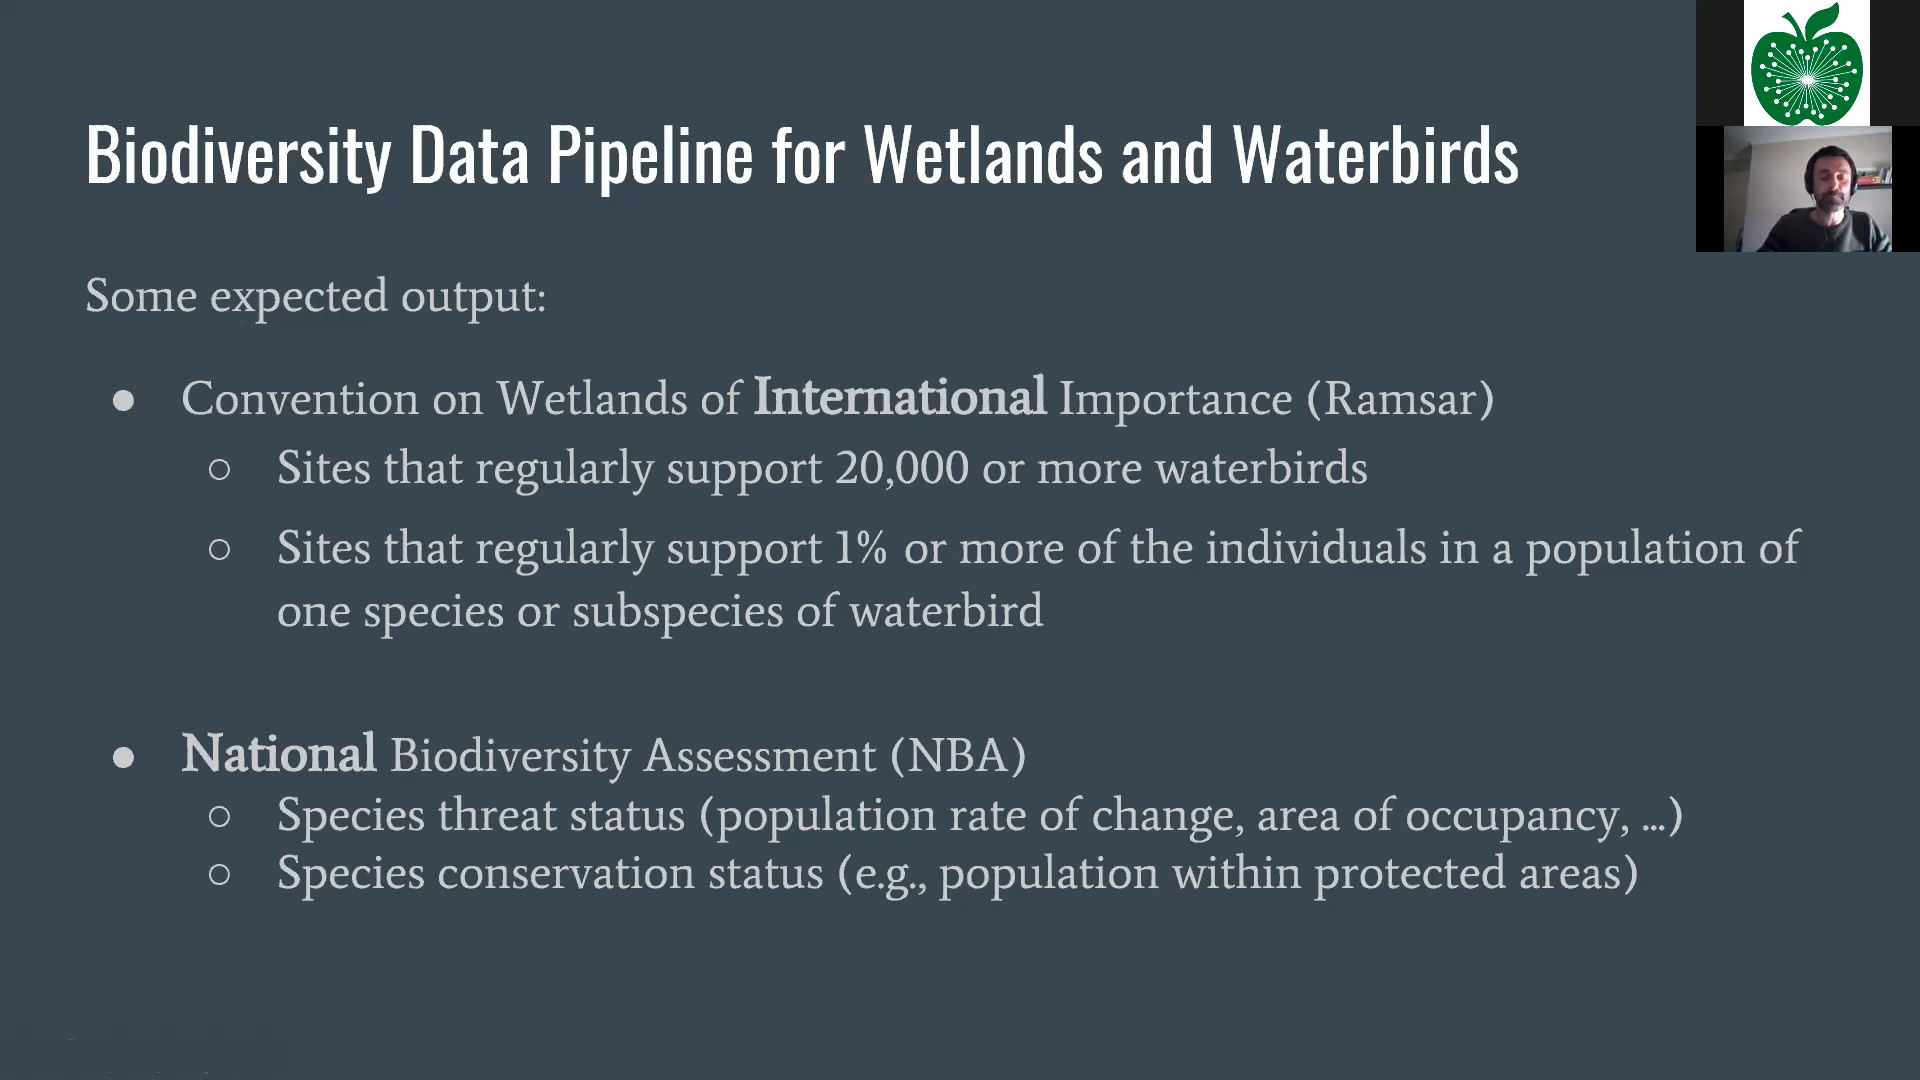 Biodiversity Data Pipeline for Wetlands and Waterbirds
Some expected output:
● Convention on Wetlands of International Importance (Ramsar)
○ Sites that regularly support 20,000 or more waterbirds
○ Sites that regularly support 1% or more of the individuals in a population of
one species or subspecies of waterbird
● National Biodiversity Assessment (NBA)
○ Species threat status (population rate of change, area of occupancy, ...)
○ Species conservation status (e.g., population within protected areas)